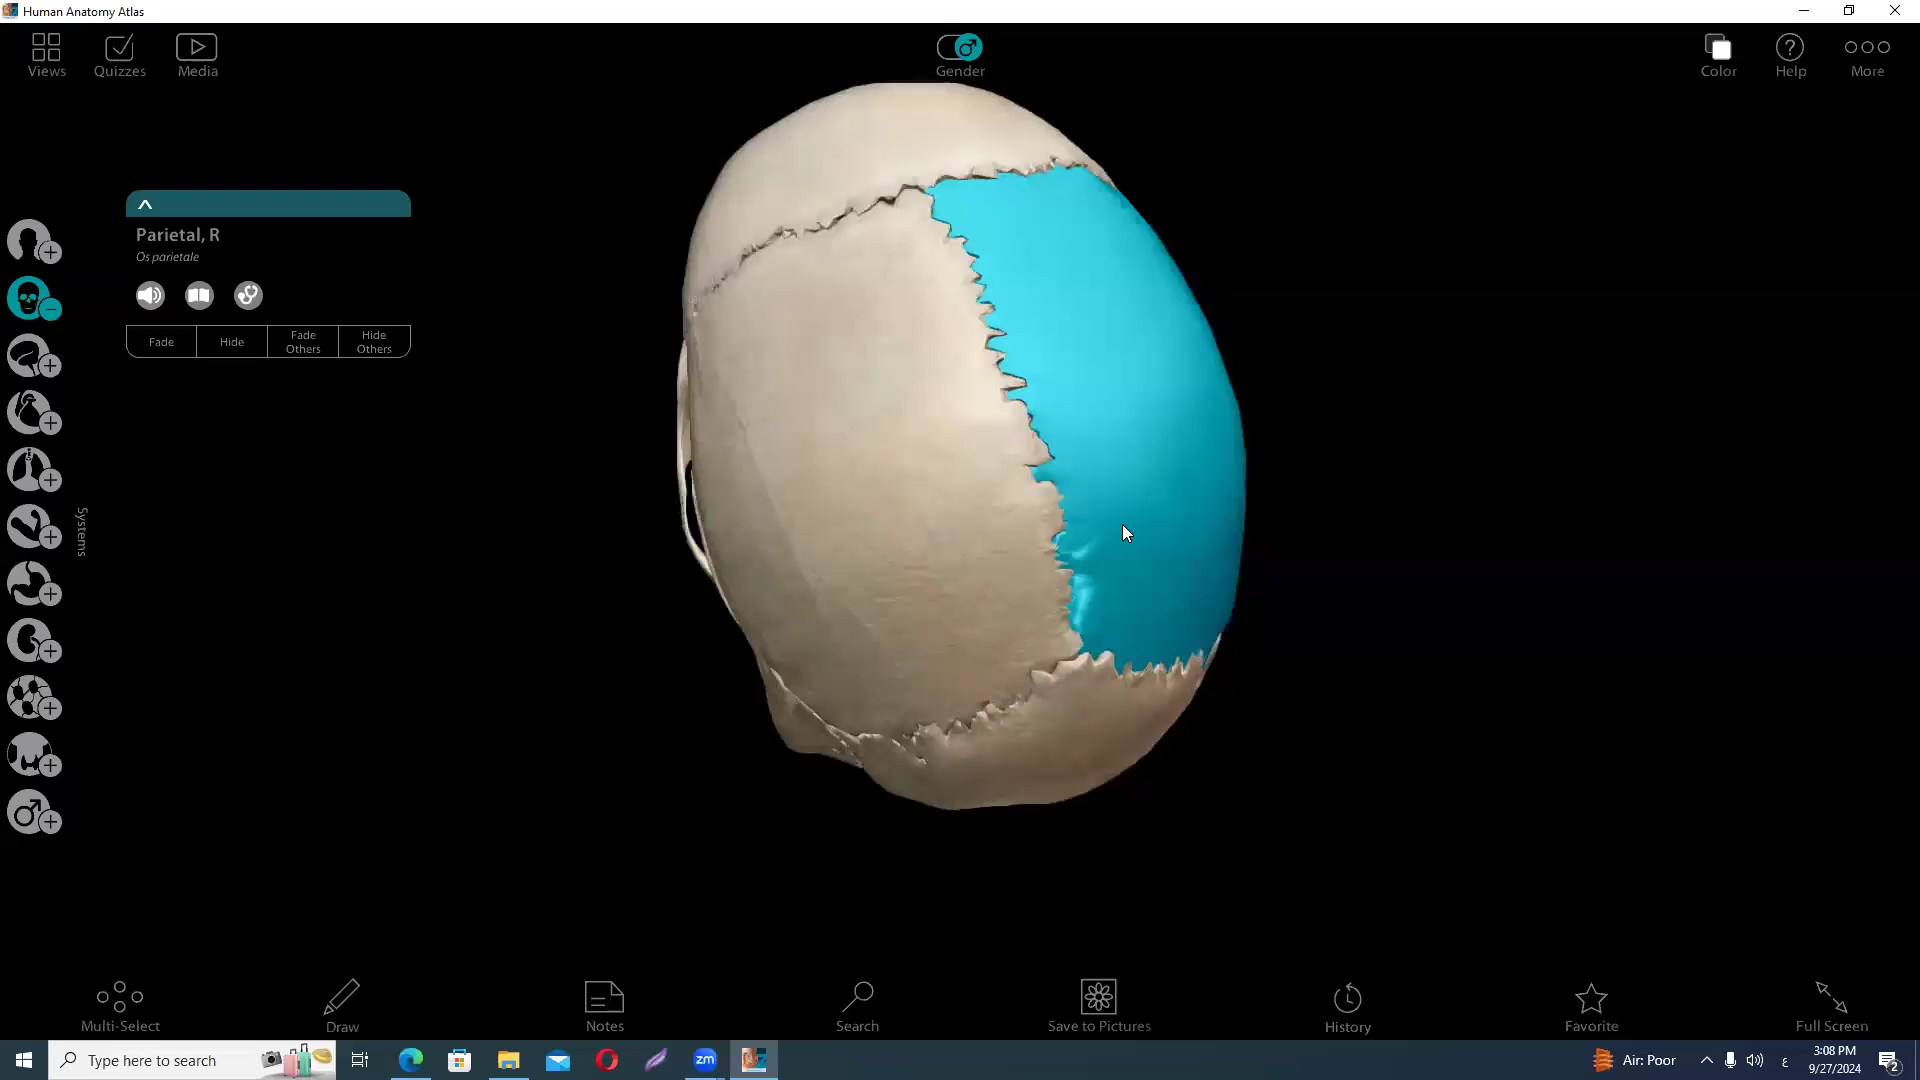 Human Anatomy Atlas
Views
Quizzes
Media
Gender
Color
Help
More
Parietal, R
Os parietale
Fade
Hide
Fade
Others
Hide
Others
Systems
Multi-Select
Draw
Notes
Search
Save to Pictures
History
Favorite
Full Screen
Type here to search
zm
Air: Poor
ع
3:08 PM
9/27/2024
2